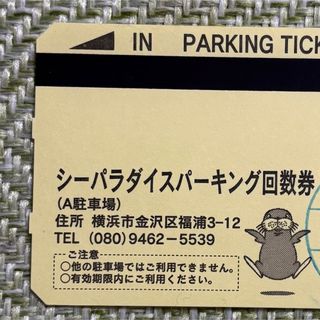 IN PARKING TICK
シーパラダイスパーキング回数券
(A駐車場)
住所 横浜市金沢区福浦3-12
TEL (080)9462-5539
ご注意
○他の駐車場ではご利用できません。
○有効期限内にご利用ください。